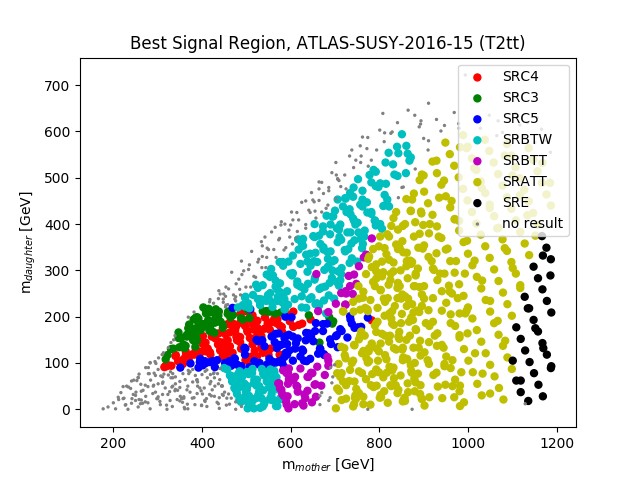 Best Signal Region, ATLAS-SUSY-2016-15 (T2tt)
m_daughter [GeV]
700
600
500
400
300
200
100
0
SRC4
SRC3
SRC5
SRBTW
SRBTT
SRATT
SRE
no result
200 400 600 800 1000 1200
m_mother [GeV]